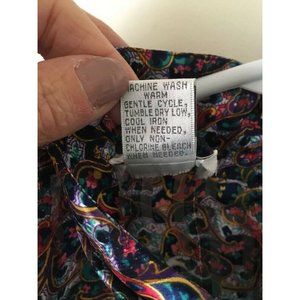 MACHINE WASH
WARM
GENTLE CYCLE,
TUMBLE DRY LOW,
COOL IRON
WHEN NEEDED,
ONLY NON-
CHLORINE BLEACH
WHEN NEEDED.